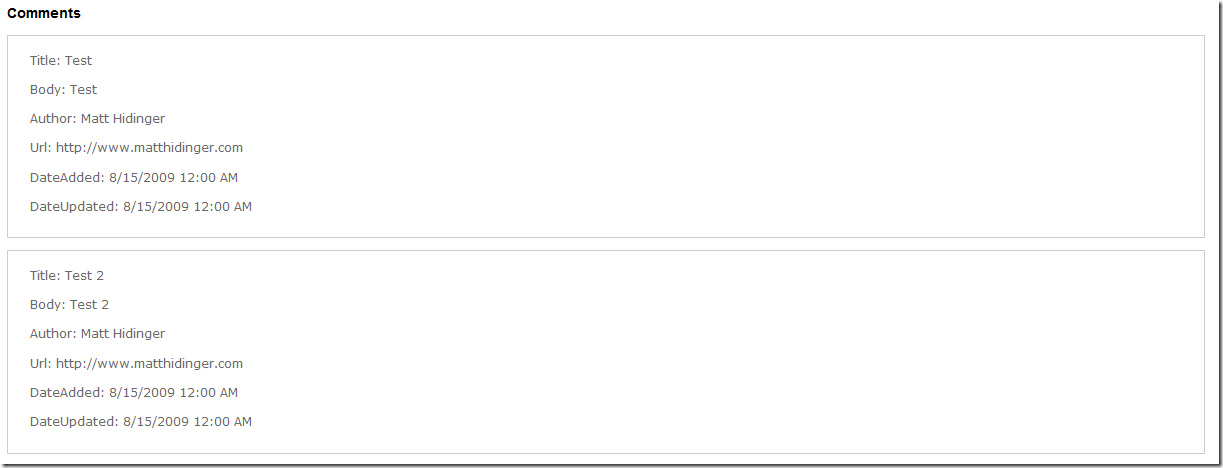 Comments
Title: Test
Body: Test
Author: Matt Hidinger
Url: http://www.matthidinger.com
DateAdded: 8/15/2009 12:00 AM
DateUpdated: 8/15/2009 12:00 AM
Title: Test 2
Body: Test 2
Author: Matt Hidinger
Url: http://www.matthidinger.com
DateAdded: 8/15/2009 12:00 AM
DateUpdated: 8/15/2009 12:00 AM